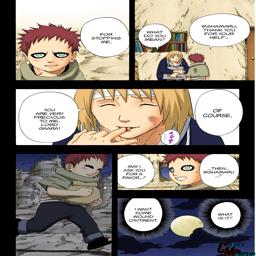 YASHAMARU,
THANK YOU
FOR YOUR
HELP...
WHAT
DO YOU
MEAN?
FOR
STOPPING
ME.
OF
COURSE.
YOU ARE
VERY
PRECIOUS
TO ME,
LORD
GAARA!
...THEN...
YASHAMARU
MAY I
ASK YOU
FOR A
FAVOR...?
WHAT
IS IT?
I WANT
SOME
WOUND
OINTMENT.